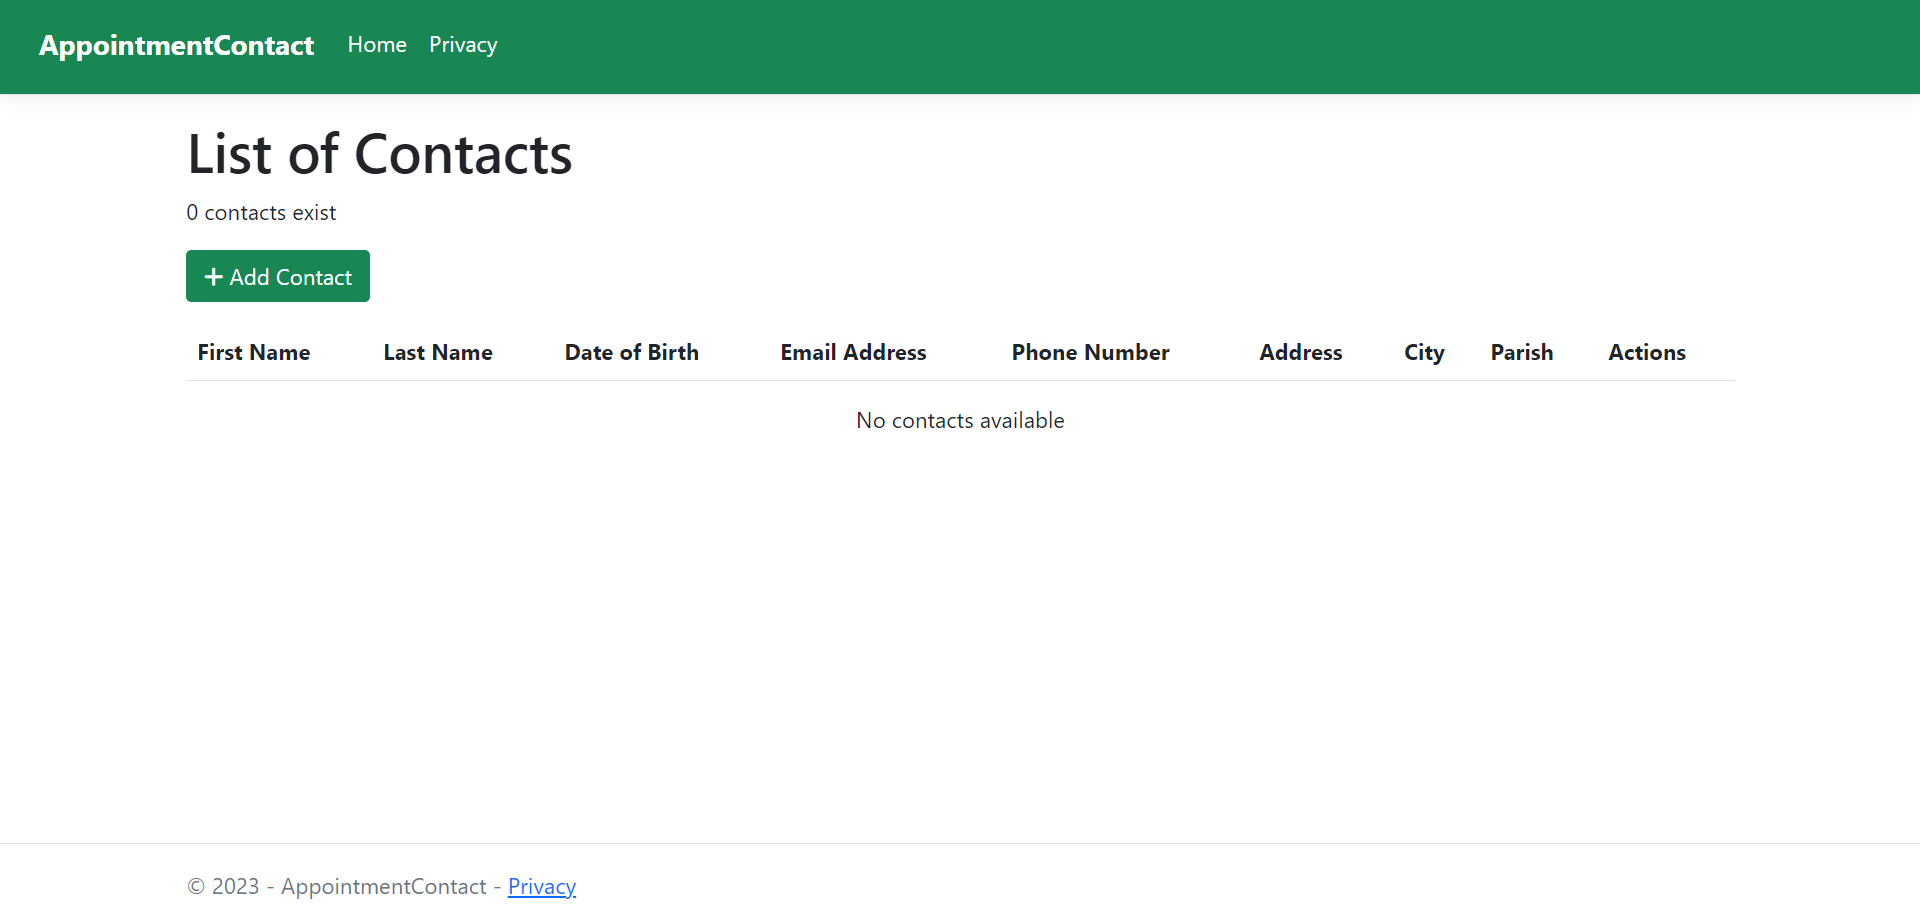 AppointmentContact Home Privacy
List of Contacts
0 contacts exist
+ Add Contact
First Name Last Name Date of Birth Email Address Phone Number Address City Parish Actions
No contacts available
© 2023 - AppointmentContact - Privacy